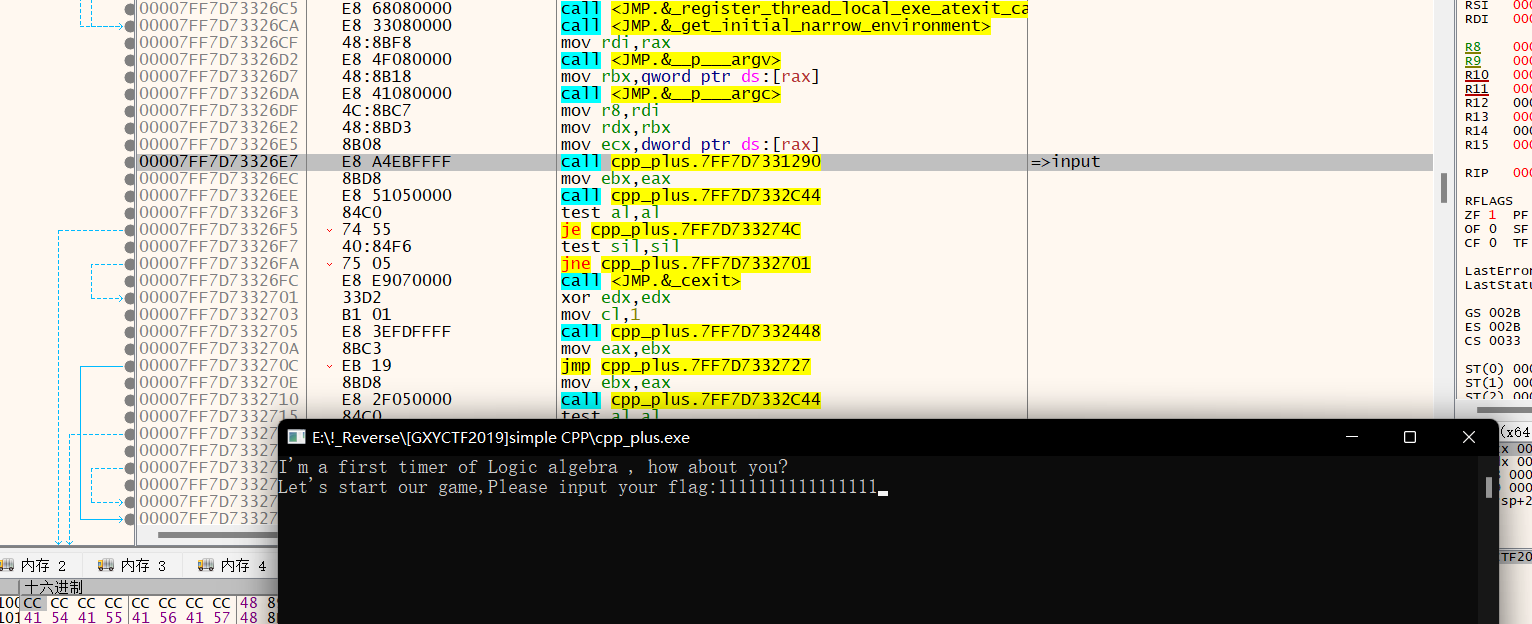 00007FF7D73326C5 E8 68080000 call <JMP.&_register_thread_local_exe_atexit_ca
00007FF7D73326CA E8 33080000 call <JMP.&_get_initial_narrow_environment>
00007FF7D73326CF 48:8BF8 mov rdi,rax
00007FF7D73326D2 E8 4F080000 call <JMP.&__p___argv>
00007FF7D73326D7 48:8B18 mov rbx,qword ptr ds:[rax]
00007FF7D73326DA E8 41080000 call <JMP.&__p___argc>
00007FF7D73326DF 4C:8BC7 mov r8,rdi
00007FF7D73326E2 48:8BD3 mov rdx,rbx
00007FF7D73326E5 8B08 mov ecx,dword ptr ds:[rax]
00007FF7D73326E7 E8 A4EBFFFF call cpp_plus.7FF7D7331290 =>input
00007FF7D73326EC 8BD8 mov ebx,eax
00007FF7D73326EE E8 51050000 call cpp_plus.7FF7D7332C44
00007FF7D73326F3 84C0 test al,al
00007FF7D73326F5 74 55 je cpp_plus.7FF7D733274C
00007FF7D73326F7 40:84F6 test sil,sil
00007FF7D73326FA 75 05 jne cpp_plus.7FF7D7332701
00007FF7D73326FC E8 E9070000 call <JMP.&_cexit>
00007FF7D7332701 33D2 xor edx,edx
00007FF7D7332703 B1 01 mov cl,1
00007FF7D7332705 E8 3EFDFFFF call cpp_plus.7FF7D7332448
00007FF7D733270A 8BC3 mov eax,ebx
00007FF7D733270C EB 19 jmp cpp_plus.7FF7D7332727
00007FF7D733270E 8BD8 mov ebx,eax
00007FF7D7332710 E8 2F050000 call cpp_plus.7FF7D7332C44
00007FF7D7332715 84C0 test al,al
00007FF7D73327
00007FF7D73327
00007FF7D73327
00007FF7D73327
00007FF7D73327
00007FF7D73327
RSI 000
RDI 000
R8 000
R9 000
R10 000
R11 000
R12 000
R13 000
R14 000
R15 000
RIP 000
RFLAGS
ZF 1 PF
OF 0 SF
CF 0 TF
LastError
LastStatu
GS 002B
ES 002B
CS 0033
ST(0) 000
ST(1) 000
ST(2) 000
(x64
E:\!_Reverse\[GXYCTF2019]simple CPP\cpp_plus.exe
I'm a first timer of Logic algebra , how about you?
Let's start our game,Please input your flag:1111111111111111
内存 2 内存 3 内存 4
十六进制
CC CC CC CC CC CC CC CC 48
41 54 41 55 41 56 41 57 48